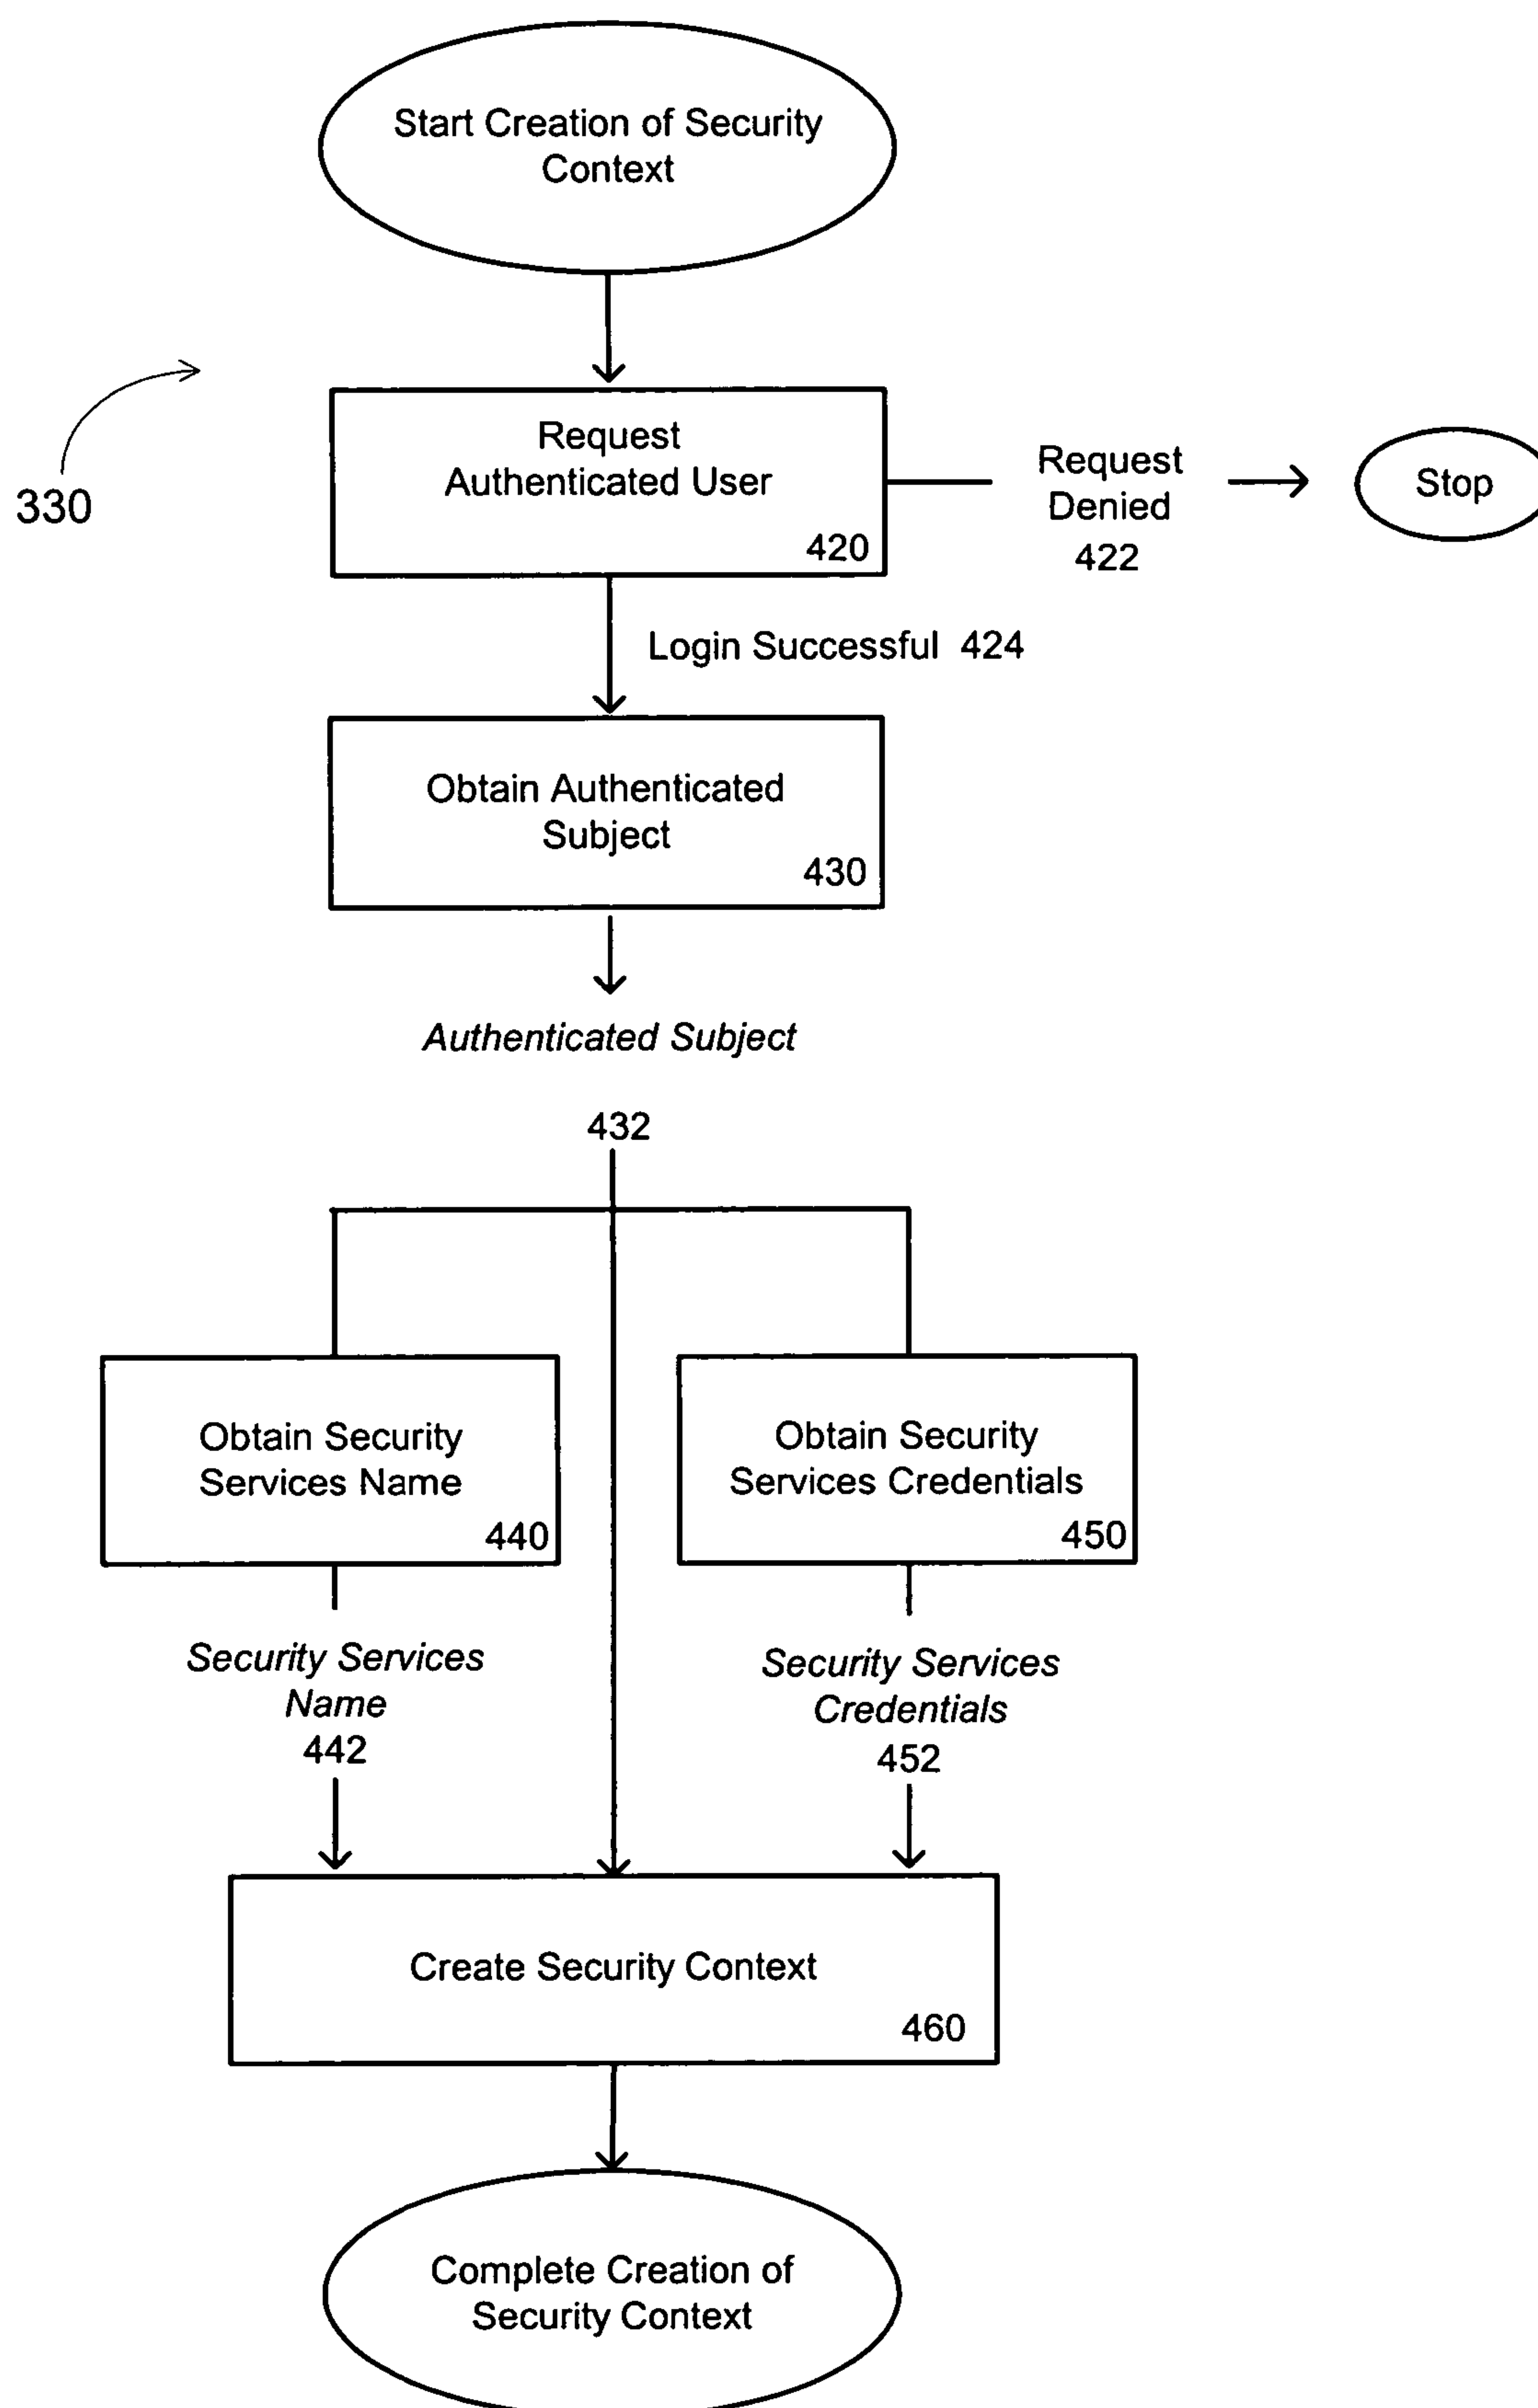 Start Creation of Security
Context
330
Request
Authenticated User
420
Request
Denied
422
Stop
Login Successful 424
Obtain Authenticated
Subject
430
Authenticated Subject
432
Obtain Security
Services Name
440
Obtain Security
Services Credentials
450
Security Services
Name
442
Security Services
Credentials
452
Create Security Context
460
Complete Creation of
Security Context